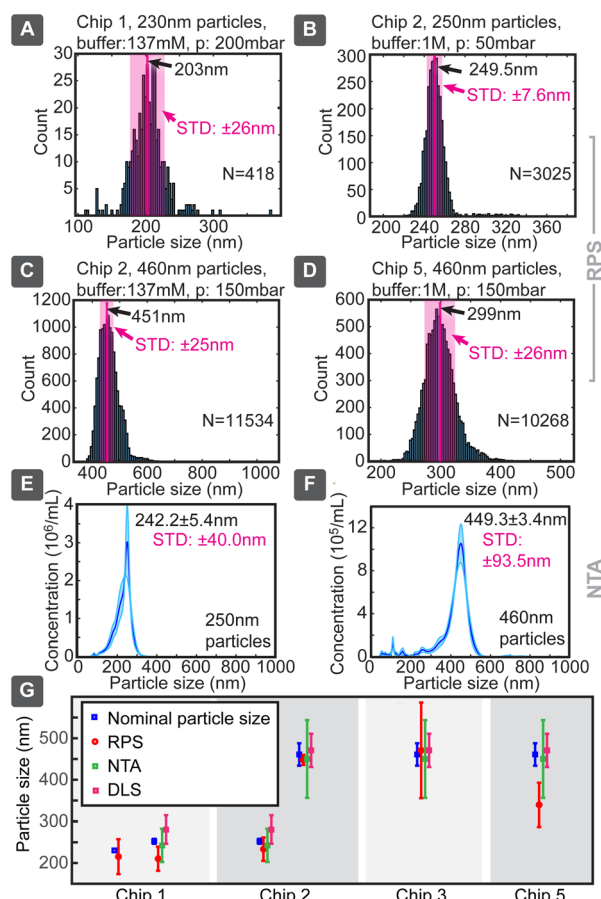 A
Chip 1, 230nm particles,
buffer:137mM, p: 200mbar
30
25
20
15
10
5
0
Count
203nm
STD: ±26nm
N=418
100
200
300
Particle size (nm)
B
Chip 2, 250nm particles,
buffer:1M, p: 50mbar
300
250
200
150
100
50
0
Count
249.5nm
STD: ±7.6nm
N=3025
200
240
280
320
360
Particle size (nm)
RPS
C
Chip 2, 460nm particles,
buffer:137mM, p: 150mbar
1200
1000
800
600
400
200
0
Count
451nm
STD: ±25nm
N=11534
400
600
800
1000
Particle size (nm)
D
Chip 5, 460nm particles,
buffer:1M, p: 150mbar
600
500
400
300
200
100
0
Count
299nm
STD: ±26nm
N=10268
200
300
400
500
Particle size (nm)
E
Concentration (10⁶/mL)
4
3
2
1
0
242.2±5.4nm
STD: ±40.0nm
250nm
particles
0
200
400
600
800
1000
Particle size (nm)
F
Concentration (10⁵/mL)
15
10
5
0
449.3±3.4nm
STD:
±93.5nm
460nm
particles
0
200
400
600
800
1000
Particle size (nm)
NTA
G
Particle size (nm)
500
400
300
200
Nominal particle size
RPS
NTA
DLS
Chip 1
Chip 2
Chip 3
Chip 5